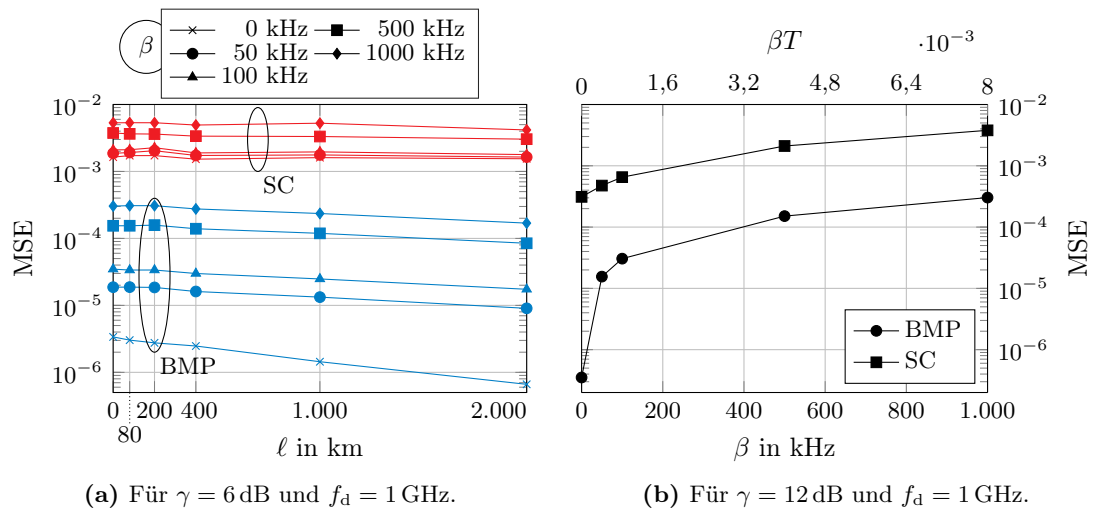 β
0 kHz
500 kHz
50 kHz
1000 kHz
100 kHz
10⁻²
10⁻³
10⁻⁴
10⁻⁵
10⁻⁶
MSE
SC
BMP
0 200 400 1.000 2.000
80
ℓ in km
(a) Für γ = 6 dB und f_d = 1 GHz.
βT ·10⁻³
0 1,6 3,2 4,8 6,4 8
10⁻²
10⁻³
10⁻⁴
10⁻⁵
10⁻⁶
MSE
BMP
SC
0 200 400 600 800 1.000
β in kHz
(b) Für γ = 12 dB und f_d = 1 GHz.